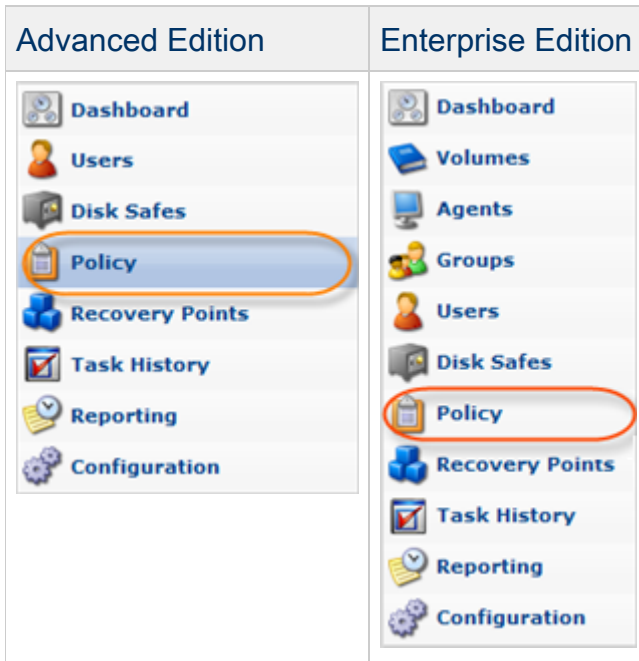 Advanced Edition
Enterprise Edition
Dashboard
Users
Disk Safes
Policy
Recovery Points
Task History
Reporting
Configuration
Dashboard
Volumes
Agents
Groups
Users
Disk Safes
Policy
Recovery Points
Task History
Reporting
Configuration